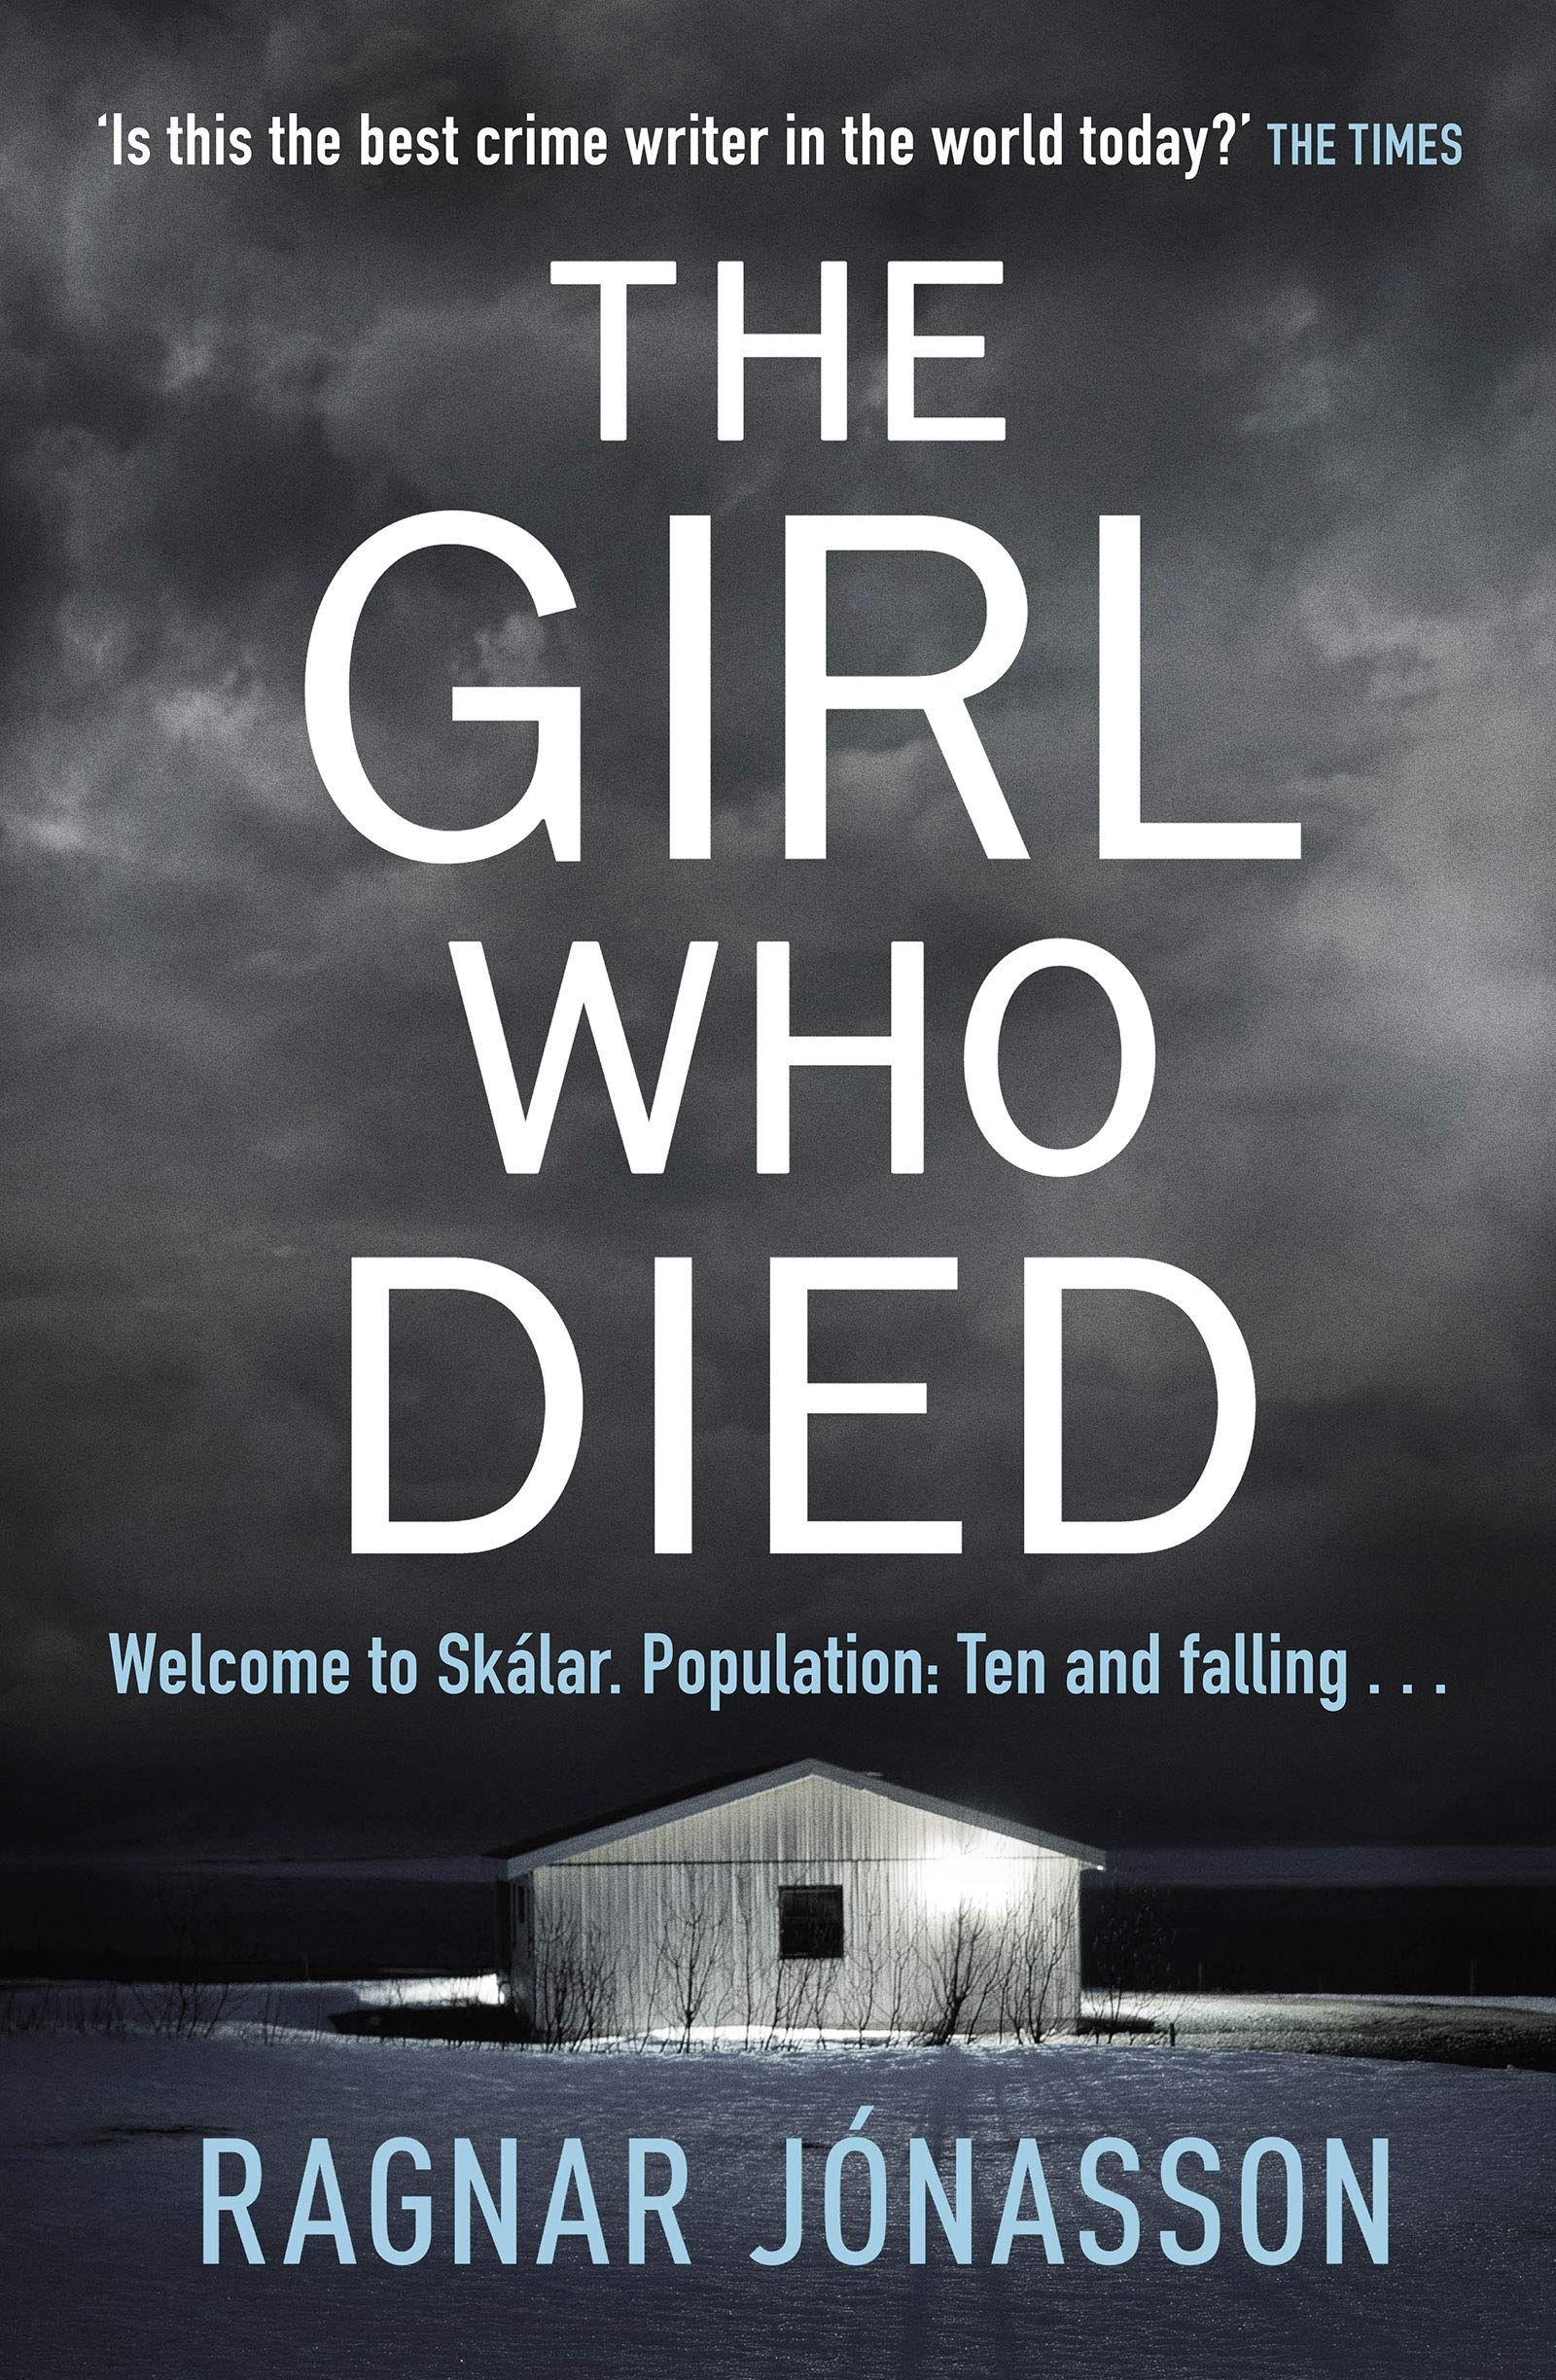 ‘Is this the best crime writer in the world today?’ THE TIMES
THE
GIRL
WHO
DIED
Welcome to Skálar. Population: Ten and falling . . .
RAGNAR JÓNASSON